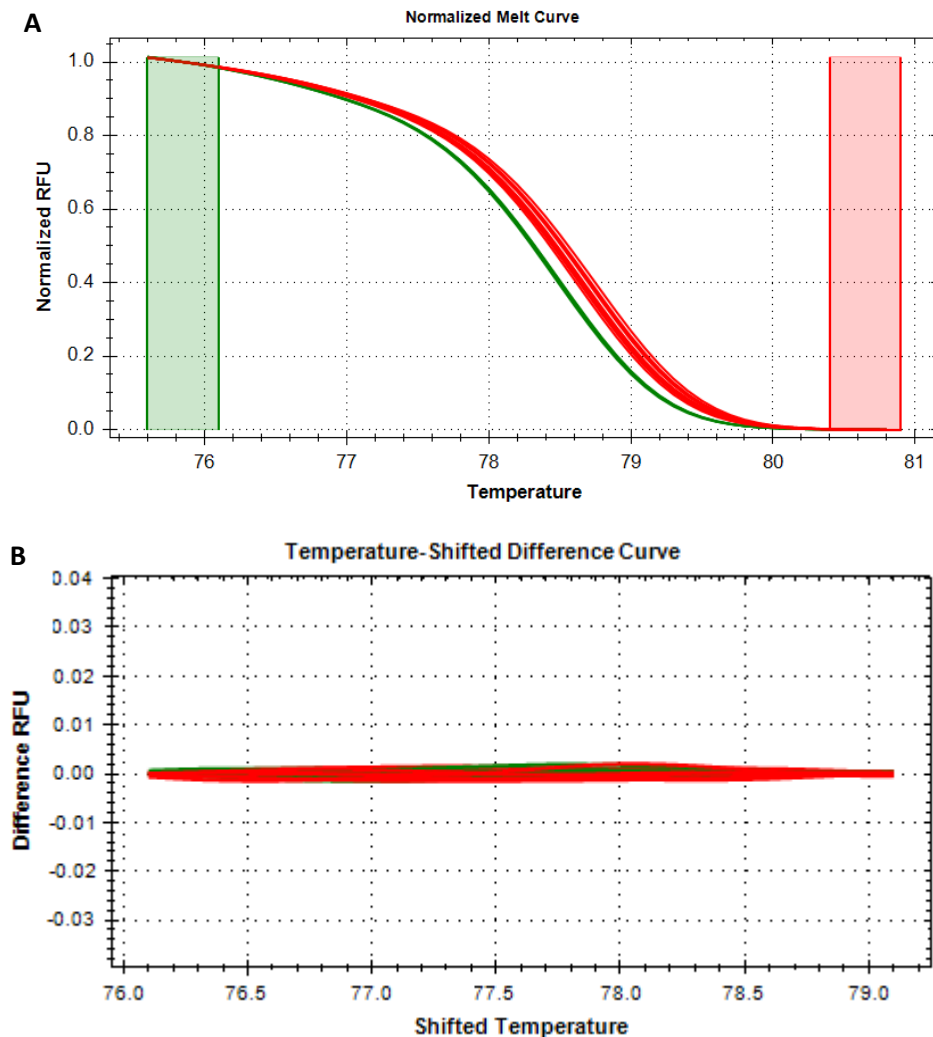 A
Normalized Melt Curve
Normalized RFU
1.0
0.8
0.6
0.4
0.2
0.0
76 77 78 79 80 81
Temperature
B
Temperature-Shifted Difference Curve
Difference RFU
0.04
0.03
0.02
0.01
0.00
-0.01
-0.02
-0.03
76.0 76.5 77.0 77.5 78.0 78.5 79.0
Shifted Temperature